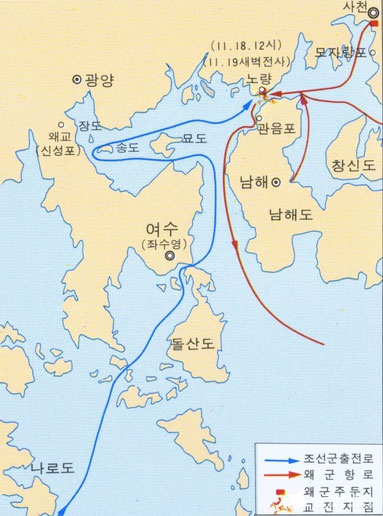 사천
(11.18.12시)
모자랑포
(11.19새벽전사)
노량
광양
장도
관음포
왜교
(신성포)
송도
묘도
창신도
남해
남해도
여수
(좌수영)
돌산도
나로도
조선군출전로
왜군항로
왜군주둔지
교진지점